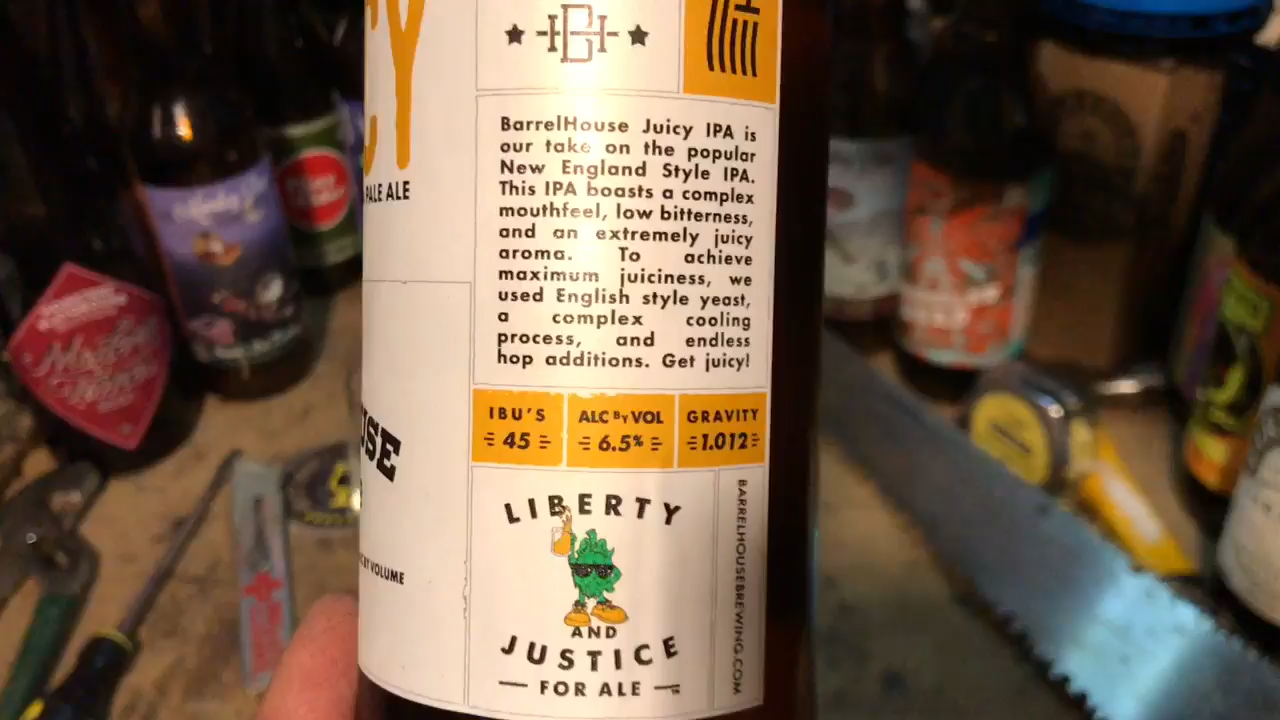 CY
BH
PALE ALE
BarrelHouse Juicy IPA is
our take on the popular
New England Style IPA.
This IPA boasts a complex
mouthfeel, low bitterness,
and an extremely juicy
aroma. To achieve
maximum juiciness, we
used English style yeast,
a complex cooling
process, and endless
hop additions. Get juicy!
IBU'S
45
ALC BY VOL
6.5%
GRAVITY
1.012
USE
BY VOLUME
LIBERTY
AND
JUSTICE
FOR ALE
BARRELHOUSEBREWING.COM